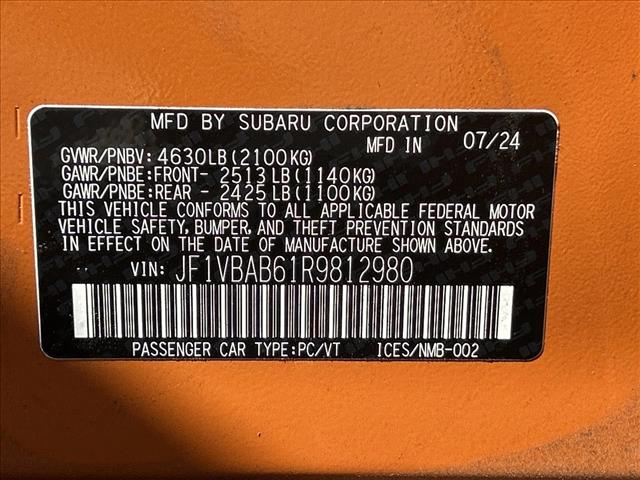 MFD BY SUBARU CORPORATION
MFD IN 07/24
GVWR/PNBV: 4630LB(2100KG)
GAWR/PNBE:FRONT- 2513LB(1140KG)
GAWR/PNBE:REAR - 2425LB(1100KG)
THIS VEHICLE CONFORMS TO ALL APPLICABLE FEDERAL MOTOR
VEHICLE SAFETY, BUMPER, AND THEFT PREVENTION STANDARDS
IN EFFECT ON THE DATE OF MANUFACTURE SHOWN ABOVE.
VIN: JF1VBAB61R9812980
PASSENGER CAR TYPE:PC/VT ICES/NMB-002